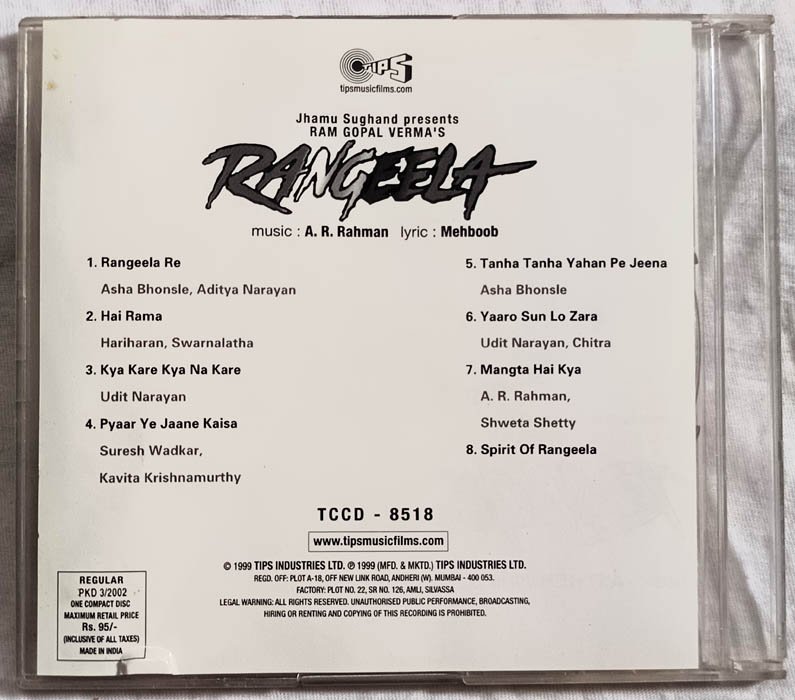 TIPS
tipsmusicfilms.com
Jhamu Sughand presents
RAM GOPAL VERMA'S
RANGEELA
music : A. R. Rahman lyric : Mehboob
1. Rangeela Re
Asha Bhonsle, Aditya Narayan
2. Hai Rama
Hariharan, Swarnalatha
3. Kya Kare Kya Na Kare
Udit Narayan
4. Pyaar Ye Jaane Kaisa
Suresh Wadkar,
Kavita Krishnamurthy
5. Tanha Tanha Yahan Pe Jeena
Asha Bhonsle
6. Yaaro Sun Lo Zara
Udit Narayan, Chitra
7. Mangta Hai Kya
A. R. Rahman,
Shweta Shetty
8. Spirit Of Rangeela
TCCD - 8518
www.tipsmusicfilms.com
© 1999 TIPS INDUSTRIES LTD. ℗ 1999 (MFD. & MKTD.) TIPS INDUSTRIES LTD.
REGD. OFF: PLOT A-18, OFF NEW LINK ROAD, ANDHERI (W). MUMBAI - 400 053.
FACTORY: PLOT NO. 22, SR NO. 126, AMLI, SILVASSA
LEGAL WARNING: ALL RIGHTS RESERVED. UNAUTHORISED PUBLIC PERFORMANCE, BROADCASTING,
HIRING OR RENTING AND COPYING OF THIS RECORDING IS PROHIBITED.
REGULAR
PKD 3/2002
ONE COMPACT DISC
MAXIMUM RETAIL PRICE
Rs. 95/-
(INCLUSIVE OF ALL TAXES)
MADE IN INDIA